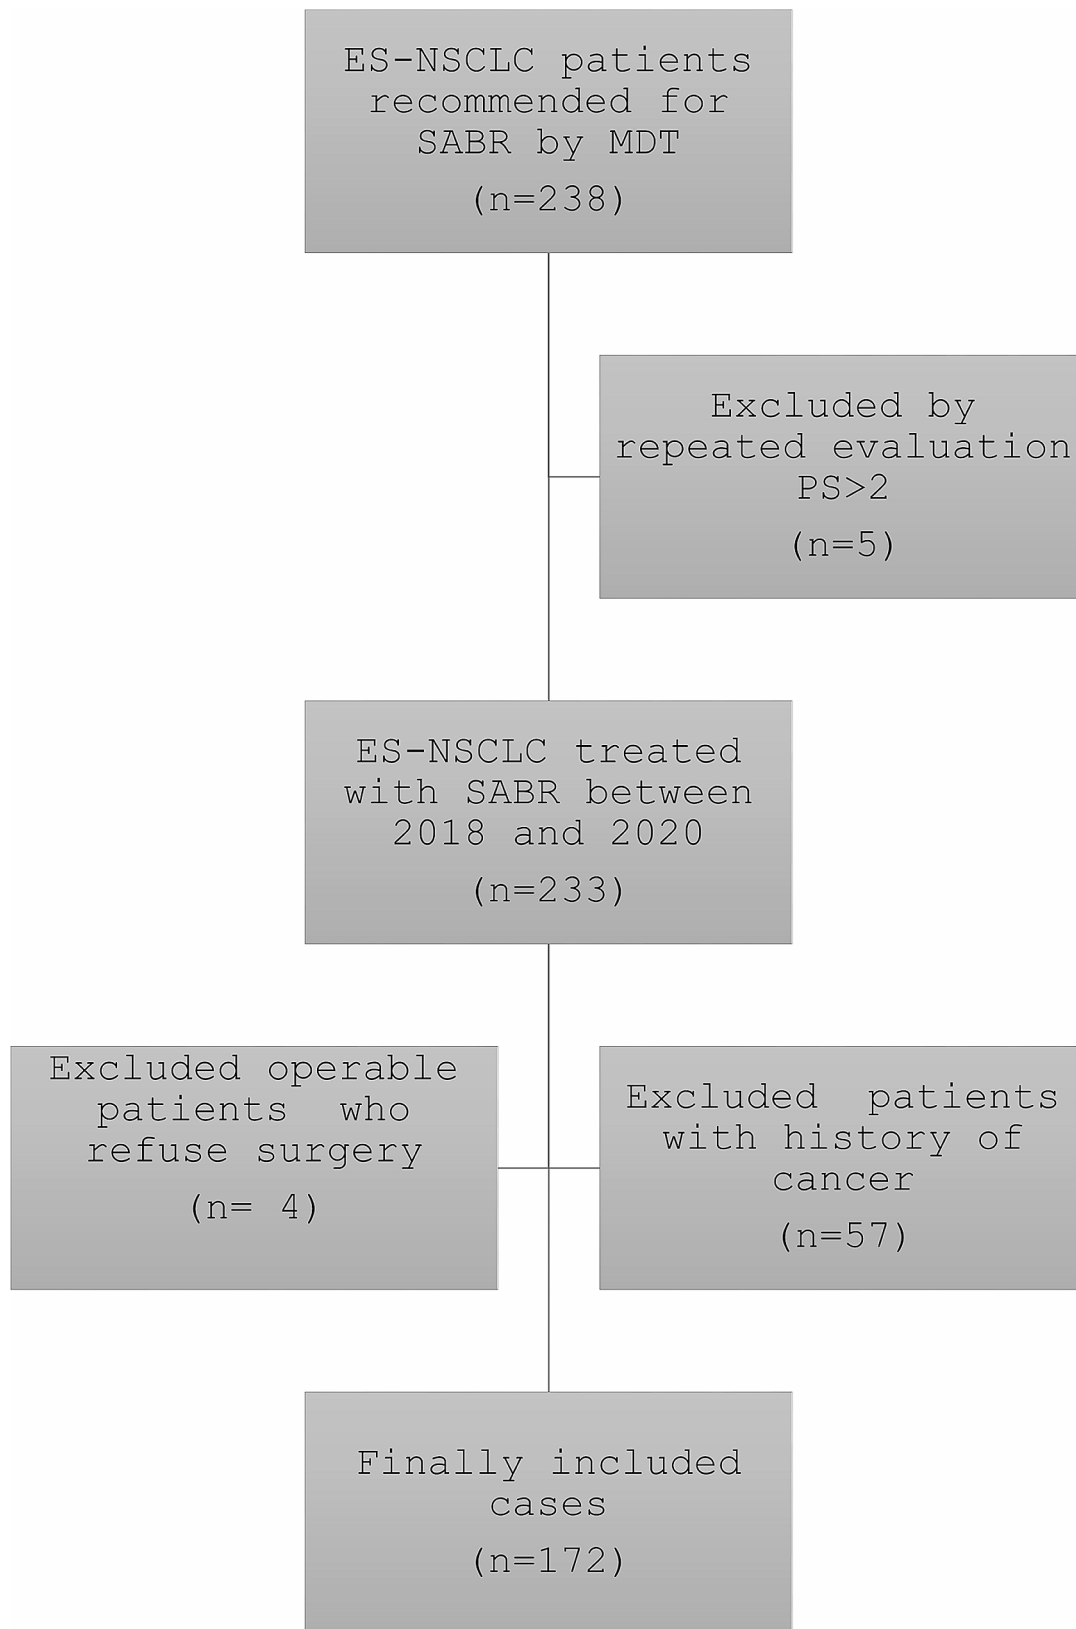 ES-NSCLC patients
recommended for
SABR by MDT
(n=238)
Excluded by
repeated evaluation
PS>2
(n=5)
ES-NSCLC treated
with SABR between
2018 and 2020
(n=233)
Excluded operable
patients  who
refuse surgery
(n= 4)
Excluded  patients
with history of
cancer
(n=57)
Finally included
cases
(n=172)